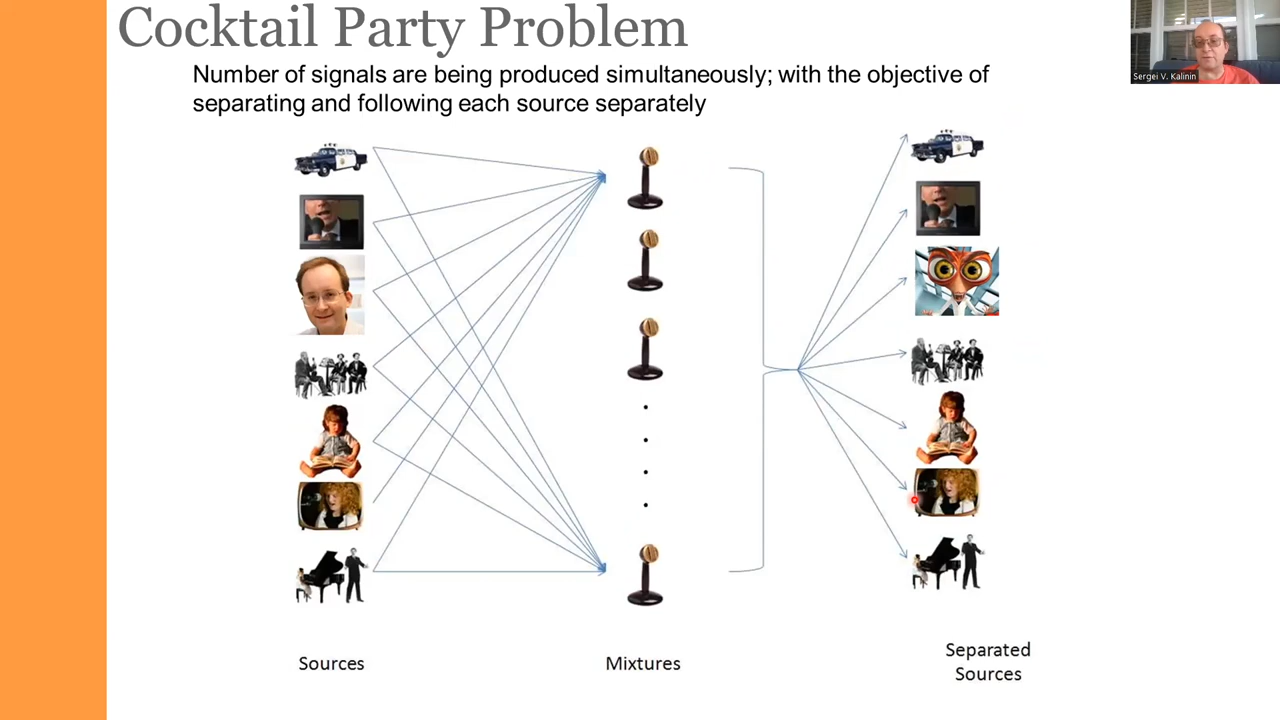 Cocktail Party Problem
Number of signals are being produced simultaneously; with the objective of
separating and following each source separately
Sergei V. Kalinin
Sources
Mixtures
Separated
Sources